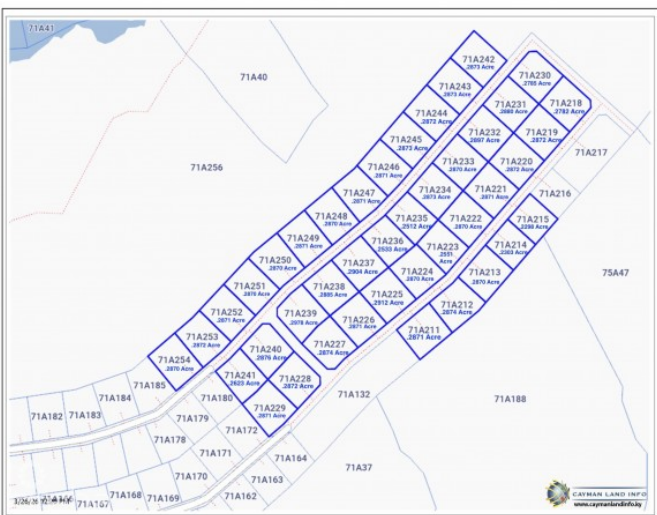 71A41
71A40
71A256
71A242
.2873 Acre
71A243
.2873 Acre
71A244
.2872 Acre
71A245
.2873 Acre
71A246
.2871 Acre
71A247
.2871 Acre
71A248
.2870 Acre
71A249
.2871 Acre
71A250
.2870 Acre
71A251
.2870 Acre
71A252
.2871 Acre
71A253
.2872 Acre
71A254
.2870 Acre
71A230
.3765 Acre
71A218
.3782 Acre
71A231
71A219
.2872 Acre
71A232
.2897 Acre
71A220
.2872 Acre
71A233
.2870 Acre
71A221
.2871 Acre
71A234
.2873 Acre
71A222
.2870 Acre
71A235
.2512 Acre
71A223
.2551
Acre
71A236
.2533 Acre
71A224
.2870 Acre
71A237
.2904 Acre
71A225
.2912 Acre
71A238
.2885 Acre
71A226
.2871 Acre
71A239
.2978 Acre
71A227
.2874 Acre
71A240
.2876 Acre
71A228
.2872 Acre
71A241
.2623 Acre
71A229
.2871 Acre
71A217
71A216
71A215
.2298 Acre
71A214
.2303 Acre
71A213
.2870 Acre
71A212
.2874 Acre
71A211
.2871 Acre
75A47
71A188
71A132
71A37
71A185
71A184
71A183
71A182
71A180
71A179
71A178
71A172
71A171
71A170
71A169
71A168
71A167
71A164
71A163
71A162
CAYMAN LAND INFO
www.caymanlandinfo.ky